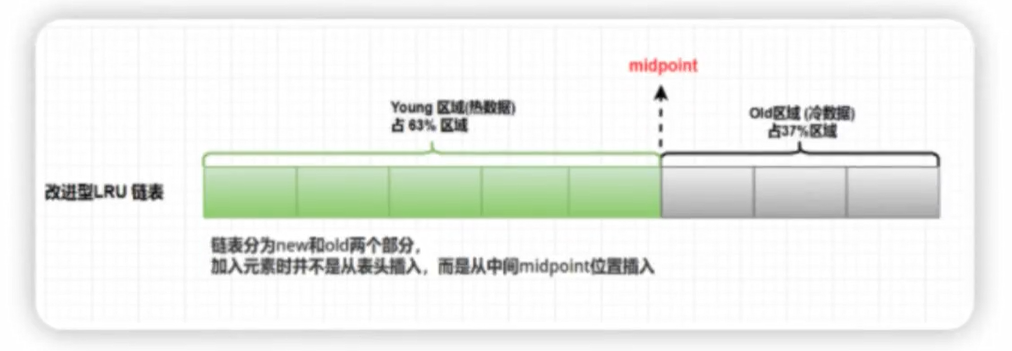 midpoint
Young 区域(热数据)
占 63% 区域
Old区域 (冷数据)
占37%区域
改进型LRU 链表
链表分为new和old两个部分，
加入元素时并不是从表头插入，而是从中间midpoint位置插入